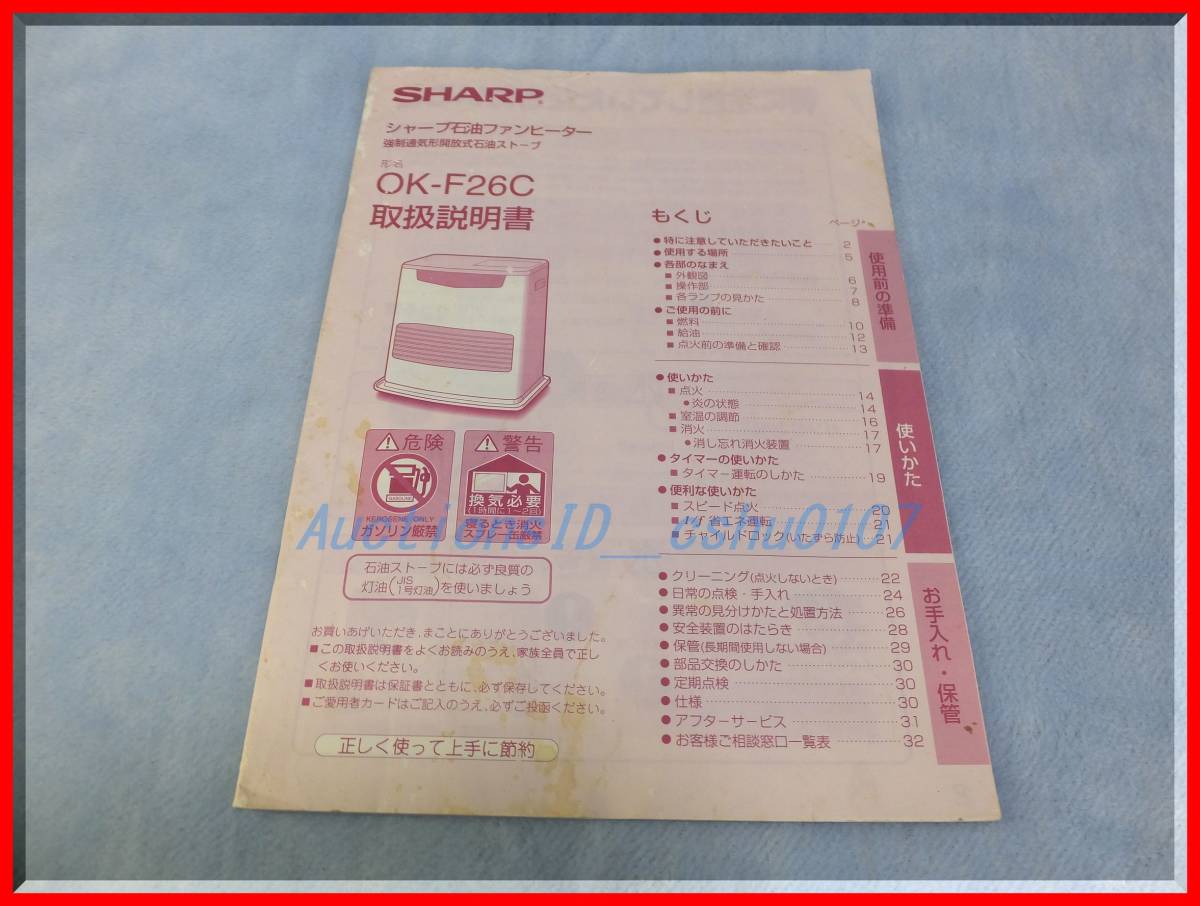 SHARP
シャープ石油ファンヒーター
強制通気形開放式石油ストーブ
形名
OK-F26C
取扱説明書
危険
GASOLINE
KEROSENE ONLY
ガソリン厳禁
警告
換気必要
(1時間に1〜2回)
寝るとき消火
スプレー缶厳禁
石油ストーブには必ず良質の
灯油(JIS 1号灯油)を使いましょう
お買いあげいただき、まことにありがとうございました。
■この取扱説明書をよくお読みのうえ、家族全員で正し
くお使いください。
■取扱説明書は保証書とともに、必ず保存してください。
■ご愛用者カードはご記入のうえ、必ずご投函ください。
正しく使って上手に節約
もくじ
ページ
●特に注意していただきたいこと 2
●使用する場所 5
●各部のなまえ
■外観図 6
■操作部 7
■各ランプの見かた 8
●ご使用の前に
■燃料 10
■給油 12
■点火前の準備と確認 13
使用前の準備
●使いかた
■点火 14
●炎の状態 14
■室温の調節 16
■消火 17
●消し忘れ消火装置 17
●タイマーの使いかた
■タイマー運転のしかた 19
●便利な使いかた
■スピード点火 20
省エネ運転 21
■チャイルドロック(いたずら防止) 21
使いかた
●クリーニング(点火しないとき) 22
●日常の点検・手入れ 24
●異常の見分けかたと処置方法 26
●安全装置のはたらき 28
●保管(長期間使用しない場合) 29
●部品交換のしかた 30
●定期点検 30
●仕様 30
●アフターサービス 31
●お客様ご相談窓口一覧表 32
お手入れ・保管
AuctionsID__eshu0107